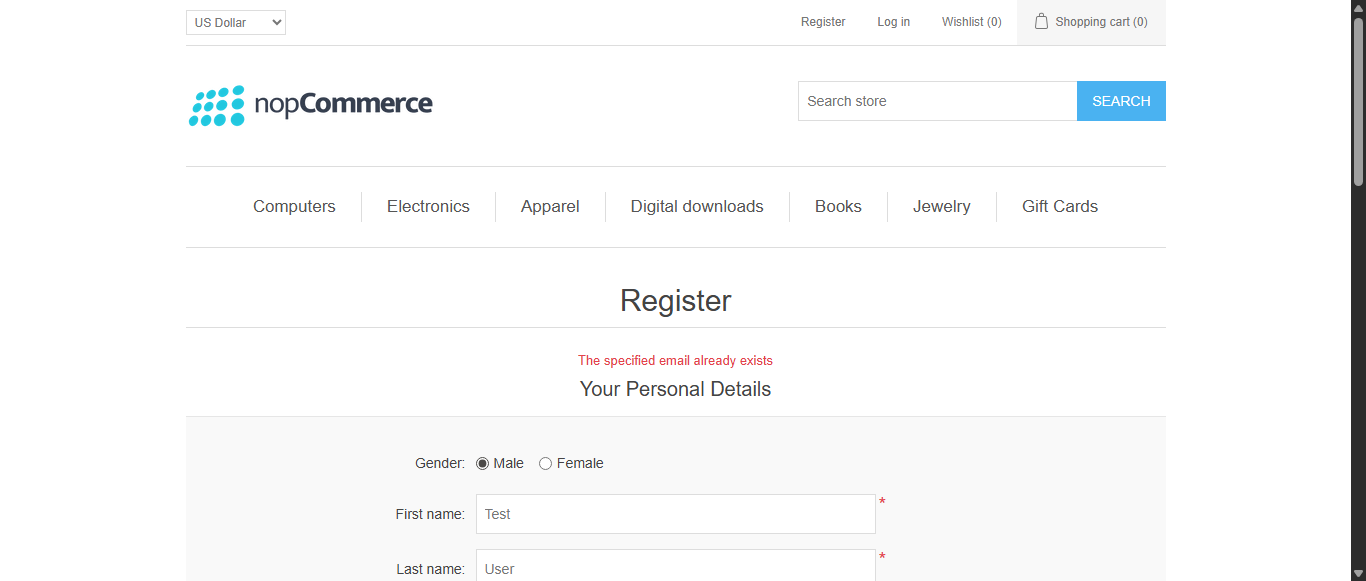 US Dollar Register Log in Wishlist (0) Shopping cart (0)
nopCommerce Search store SEARCH
Computers Electronics Apparel Digital downloads Books Jewelry Gift Cards
Register
The specified email already exists
Your Personal Details
Gender: Male Female
First name: Test *
Last name: User *